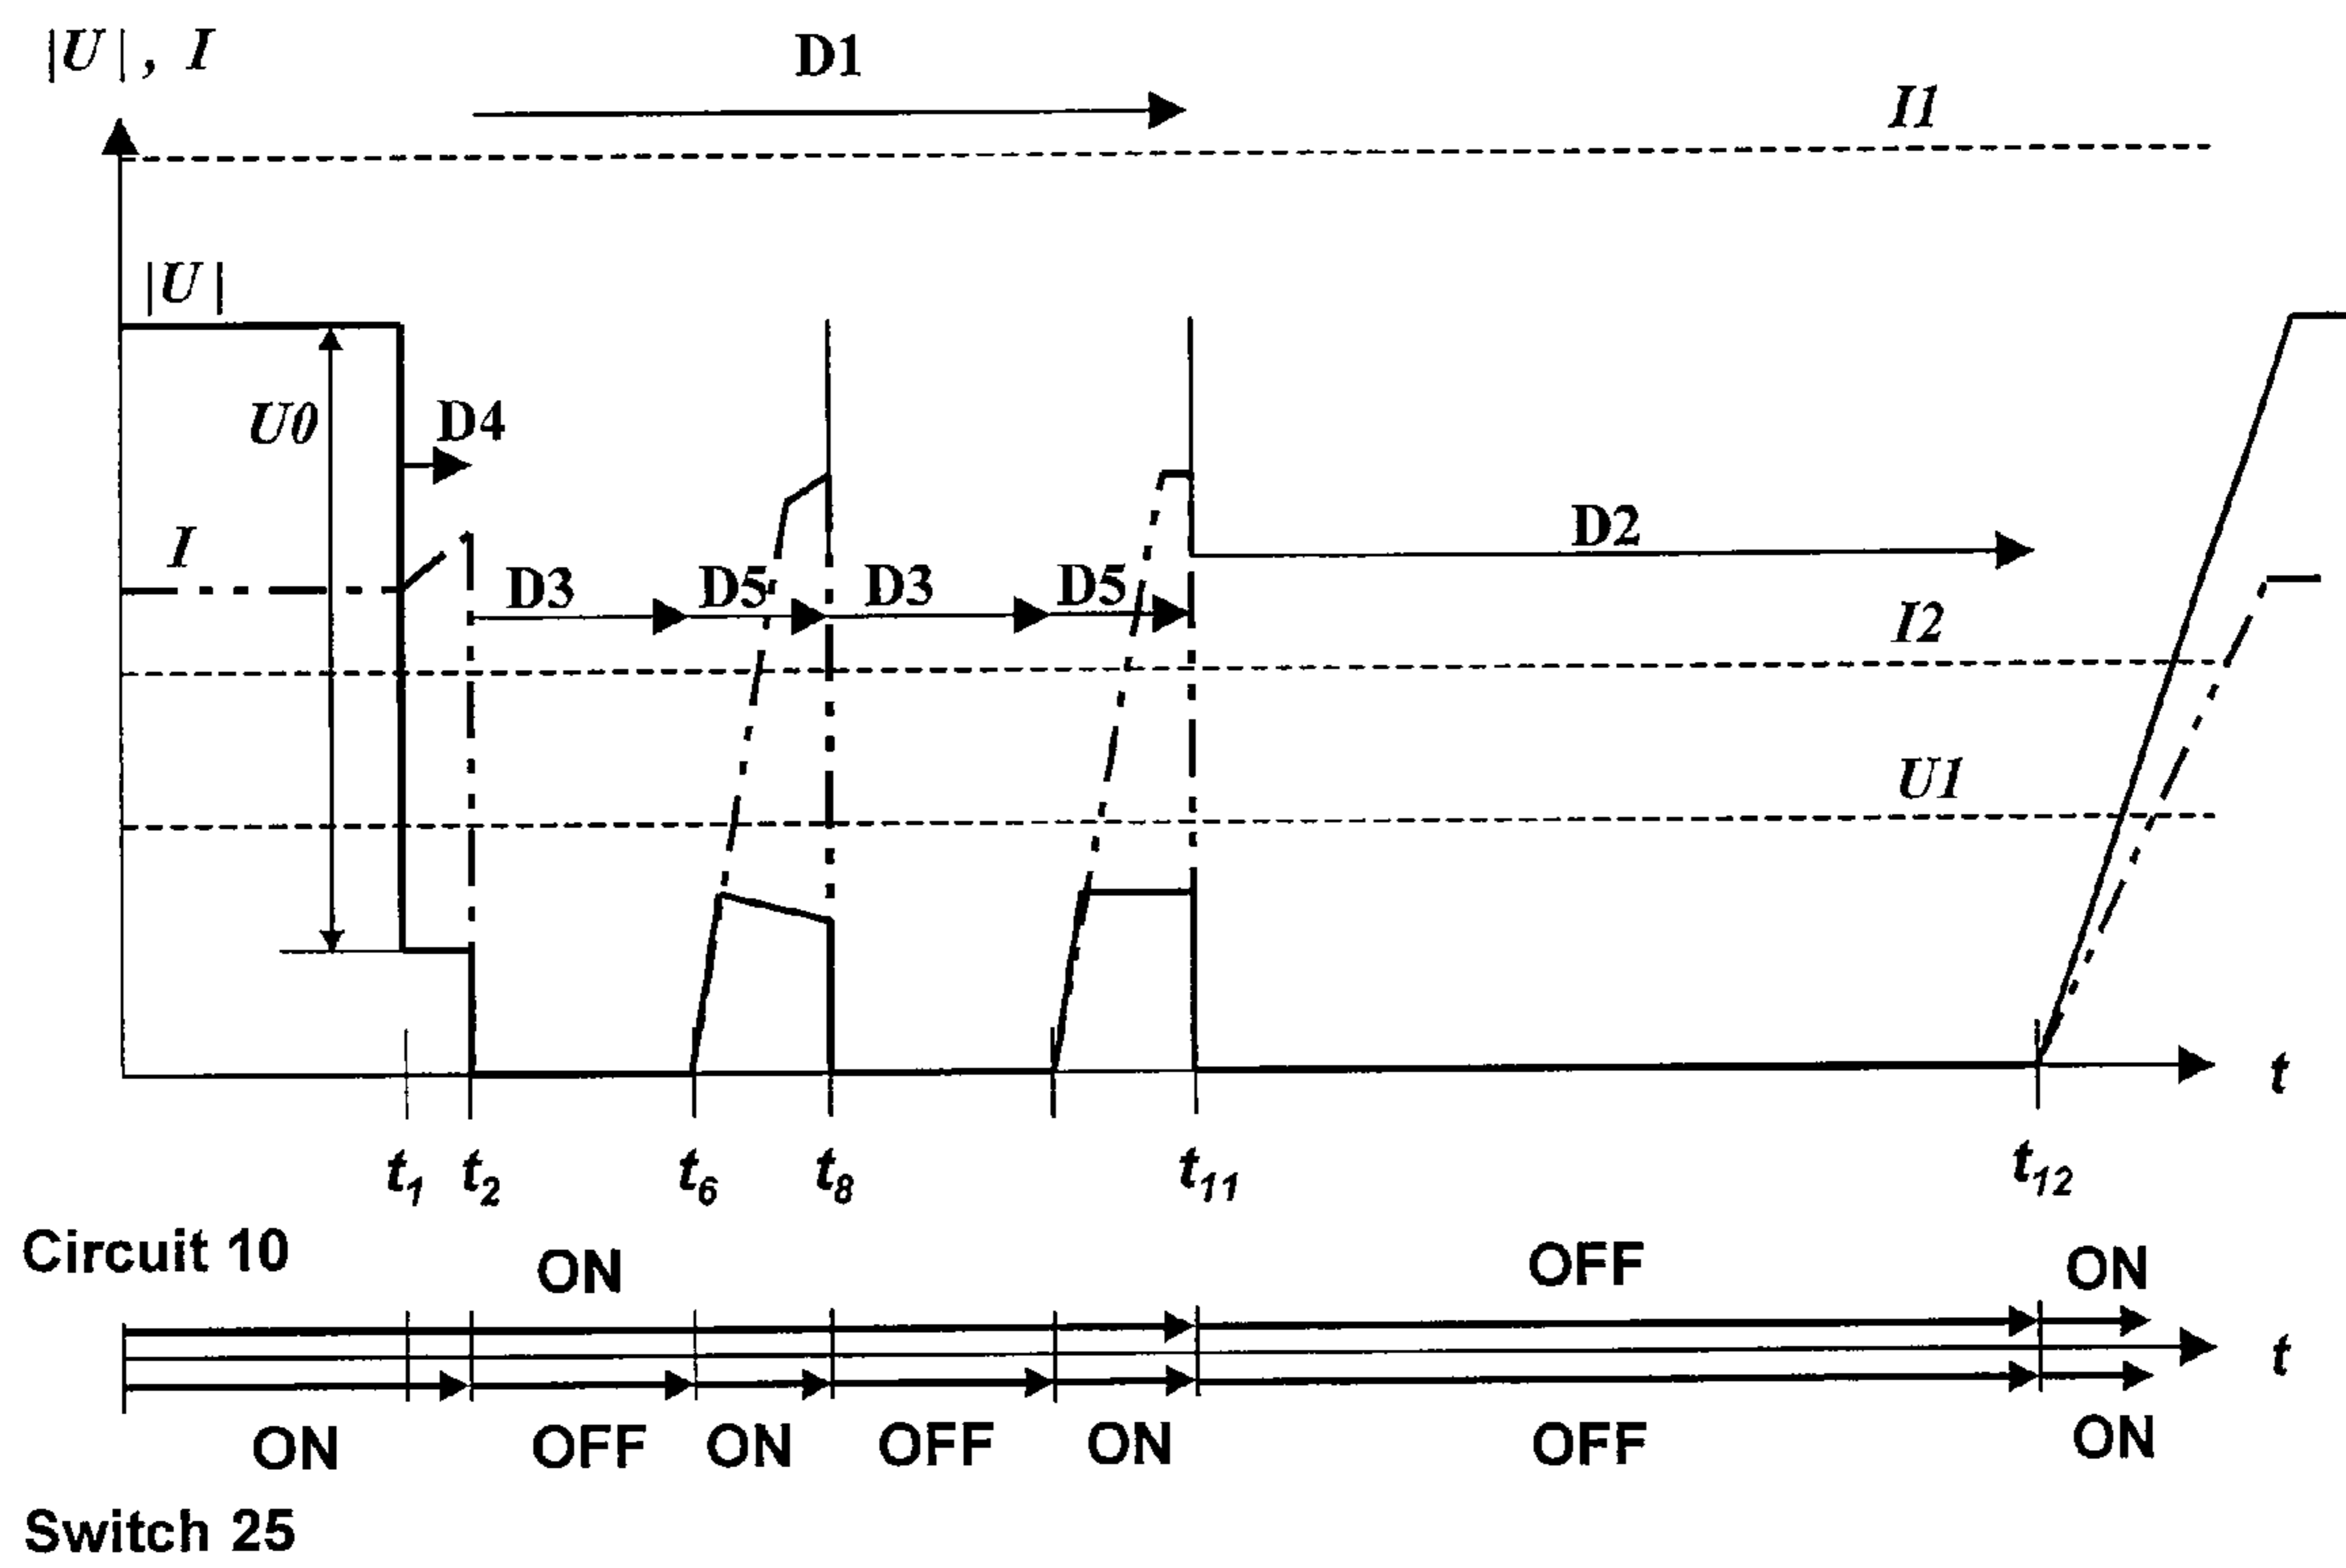 |U|, I
D1
I1
|U|
U0
D4
I
D3 D5 D3 D5
D2
I2
U1
t
t1 t2 t6 t8 t11 t12
Circuit 10
ON OFF ON
t
ON OFF ON OFF ON OFF ON
Switch 25